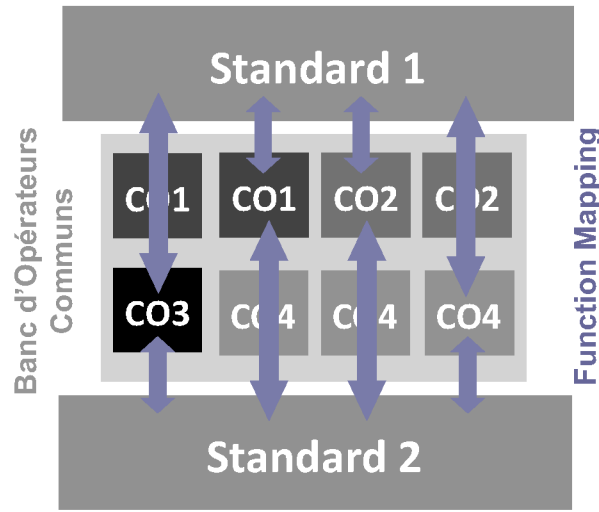 Standard 1
Banc d'Opérateurs
Communs
CO1 CO1 CO2 CO2
CO3 CO4 CO4 CO4
Function Mapping
Standard 2